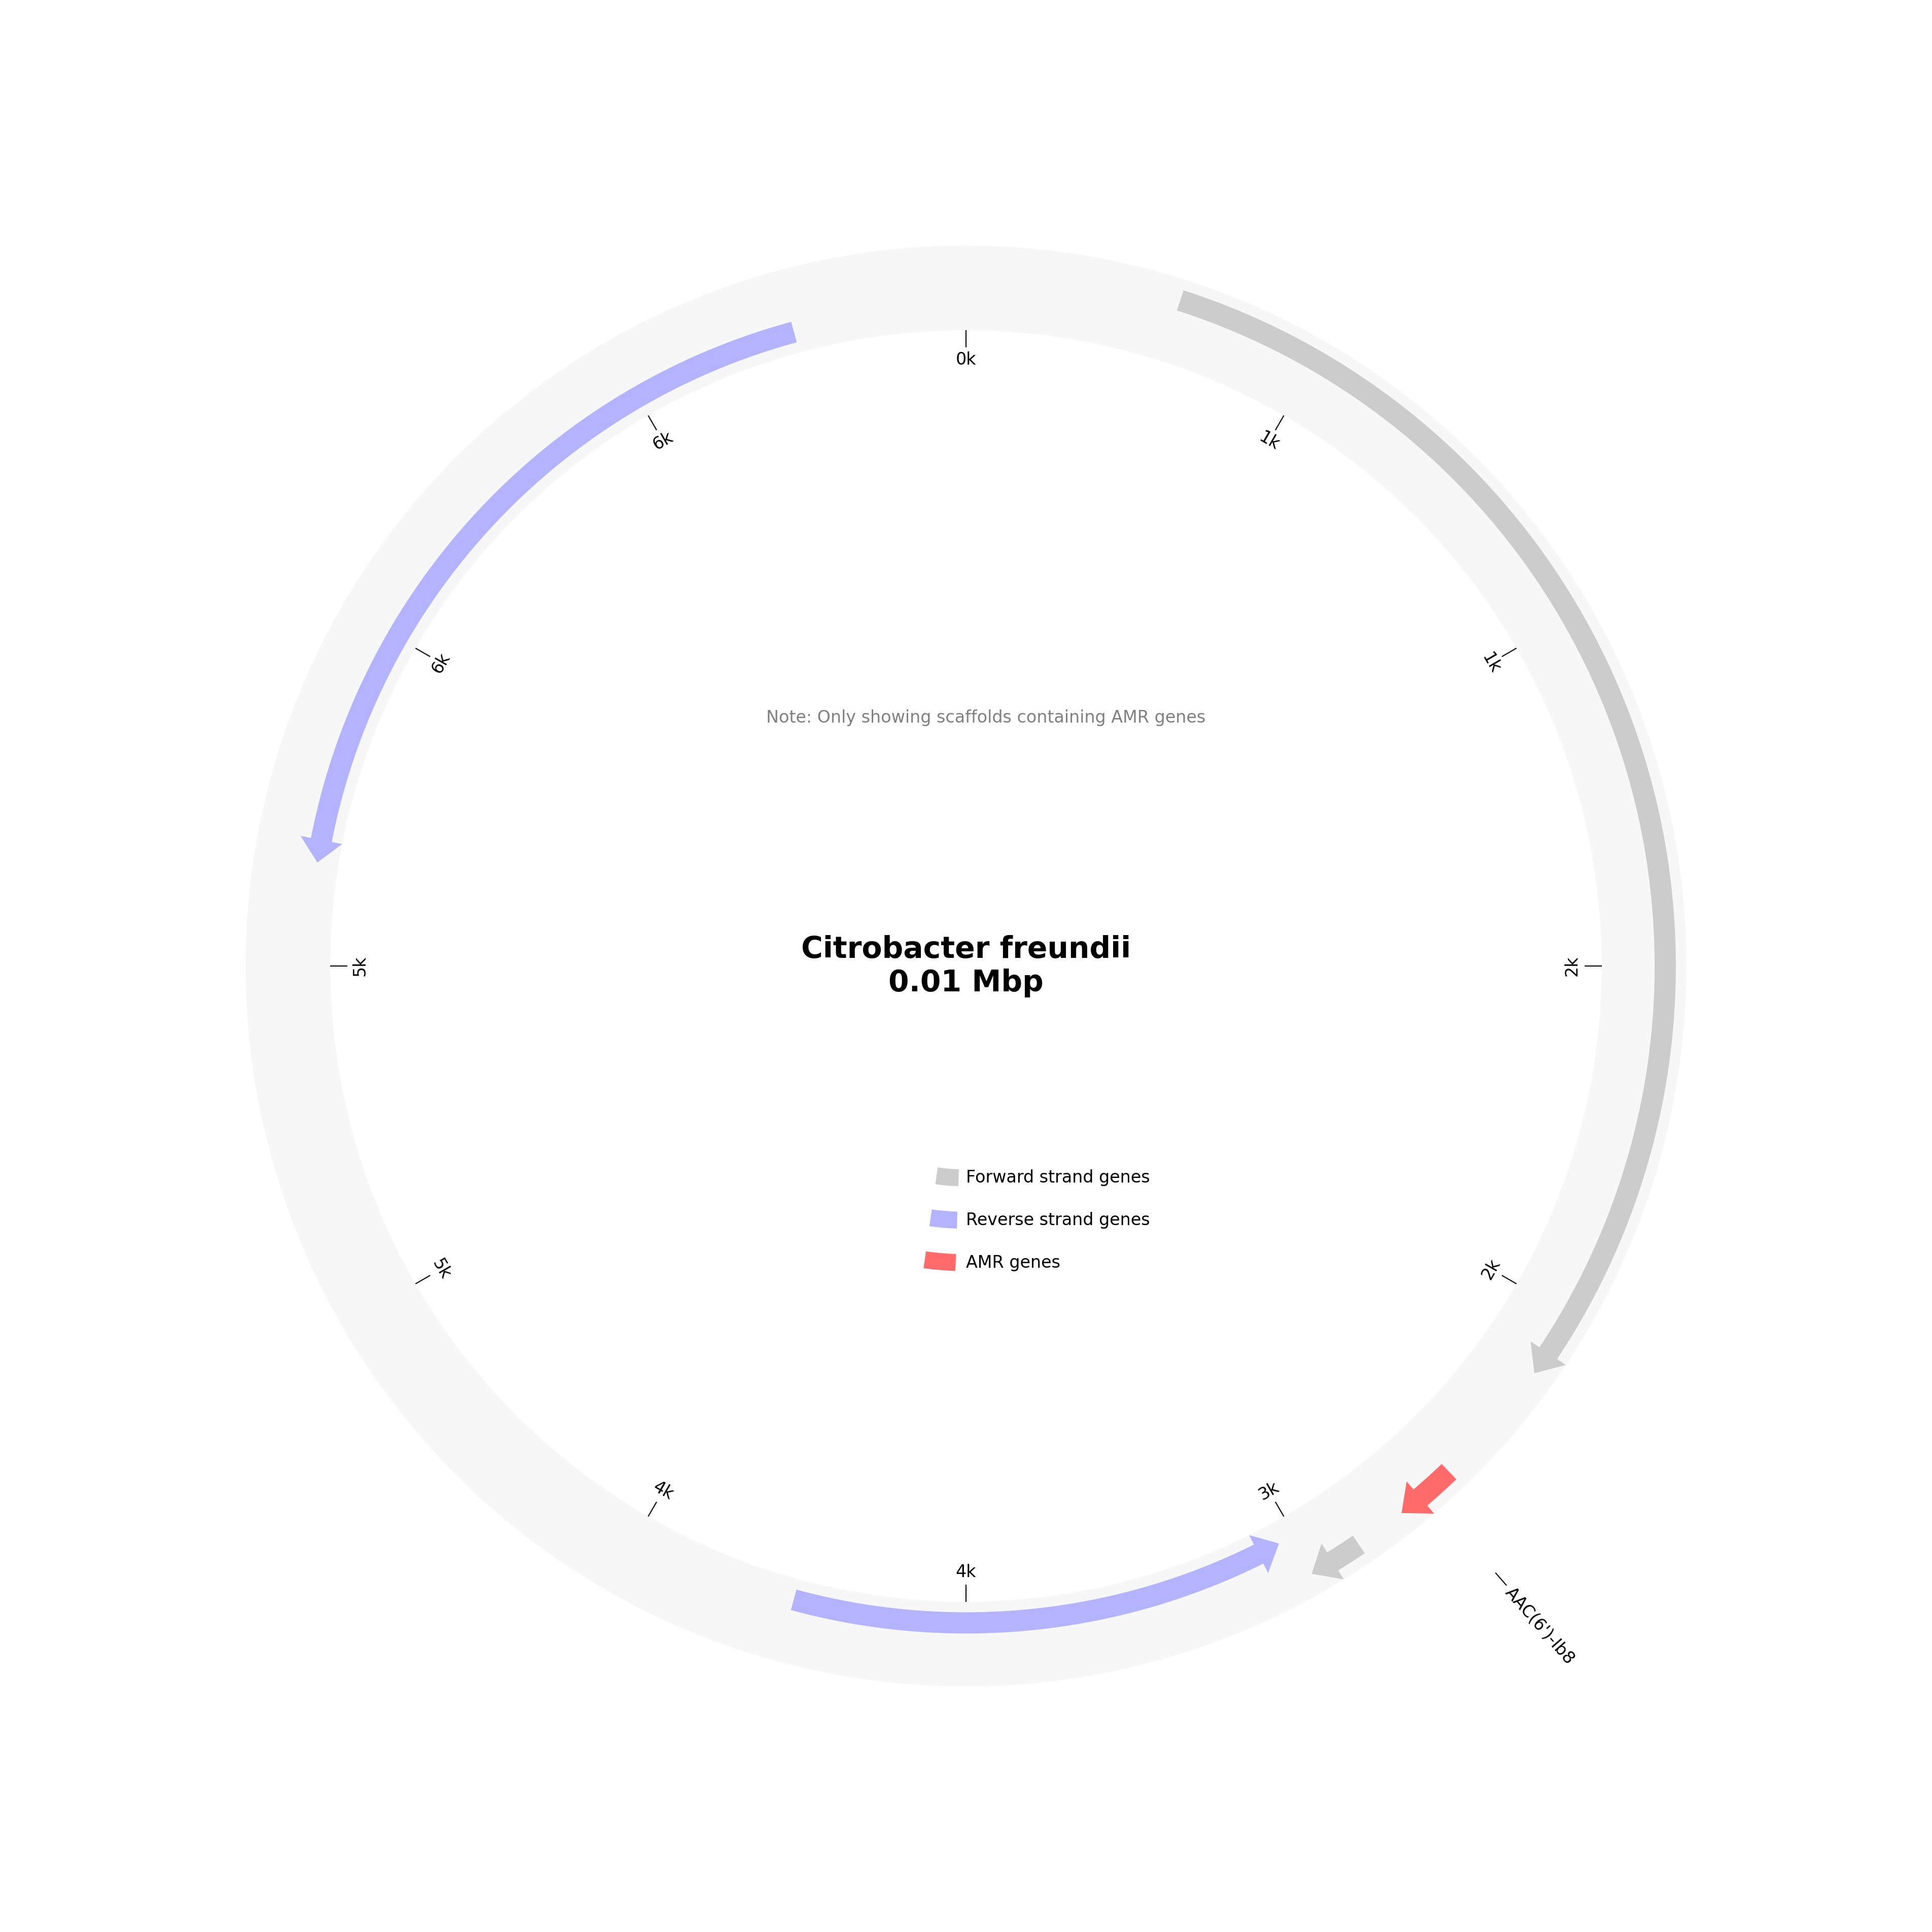 0k
1k
1k
2k
2k
3k
4k
4k
5k
5k
6k
6k
Note: Only showing scaffolds containing AMR genes
Citrobacter freundii
0.01 Mbp
Forward strand genes
Reverse strand genes
AMR genes
AAC(6')-Ib8